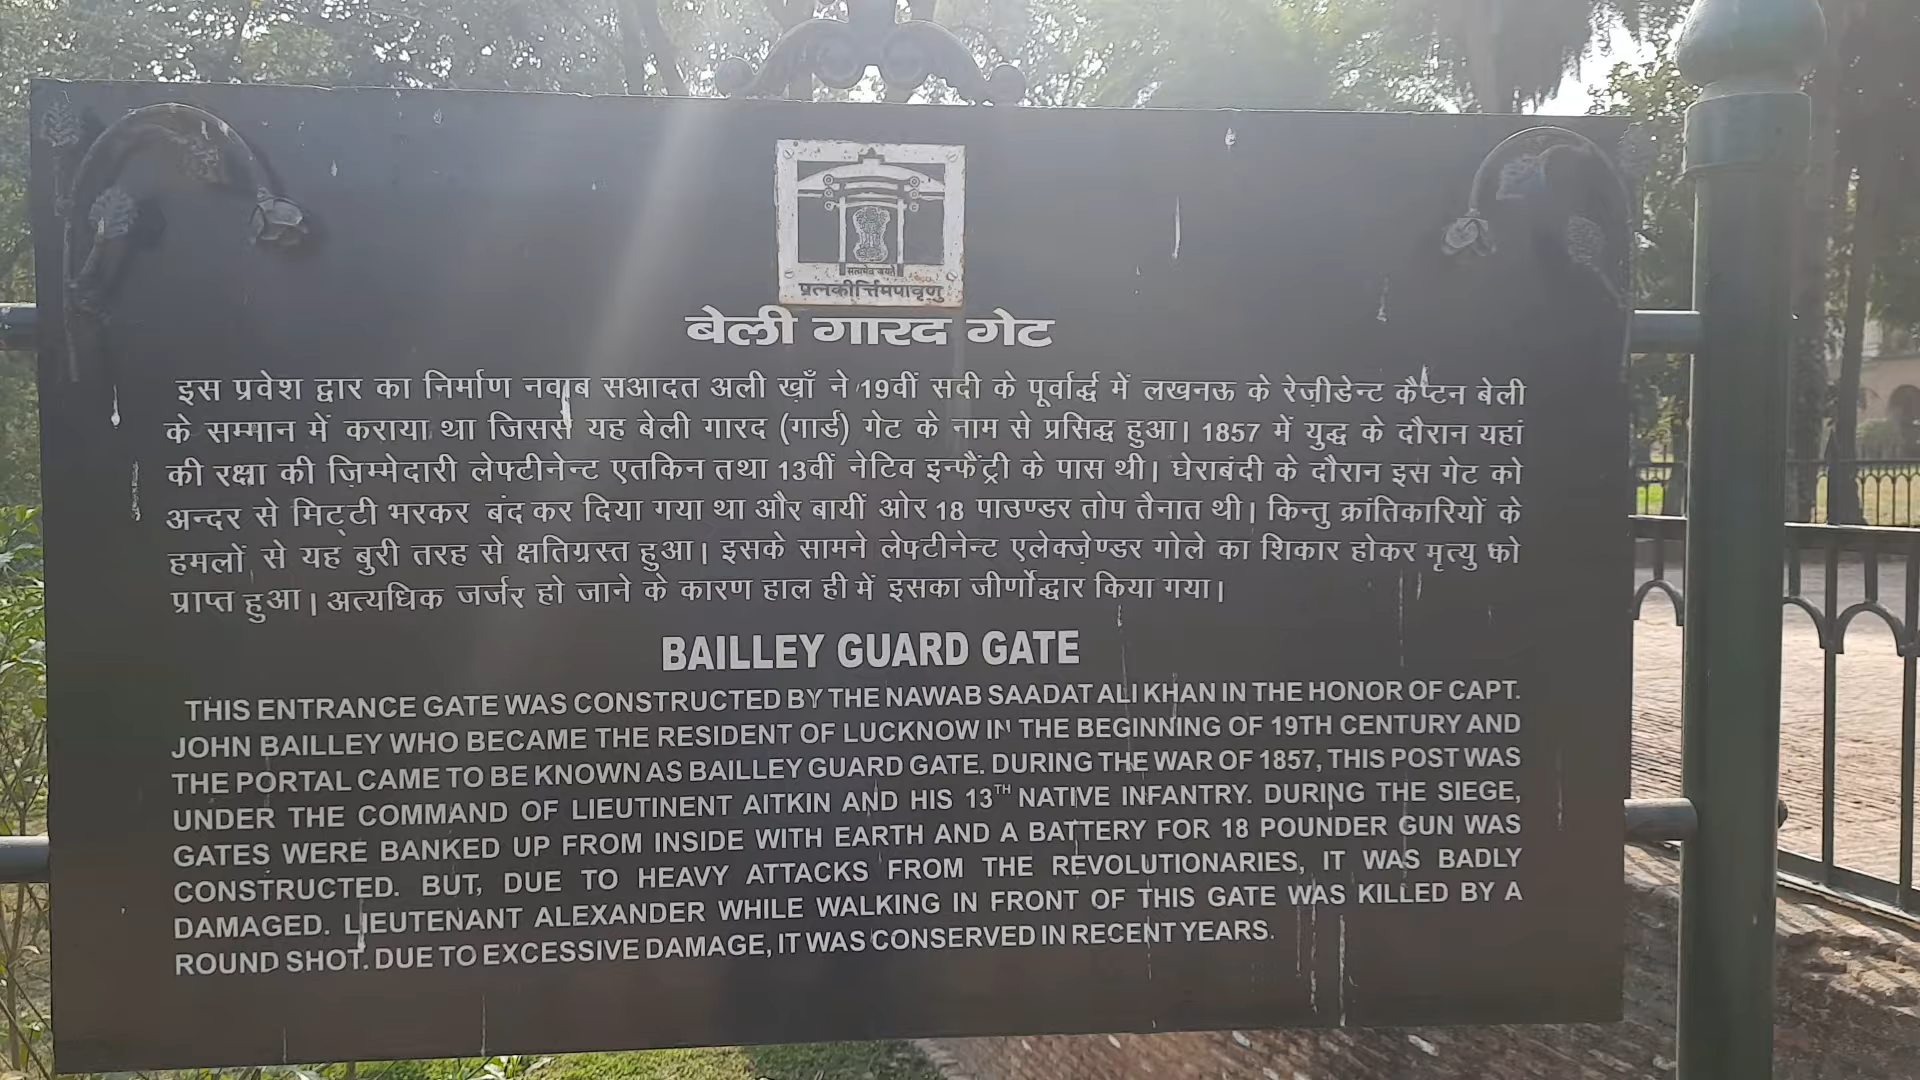 सत्यमेव जयते
प्रत्नकीर्त्तिमपावृणु
बेली गारद गेट
इस प्रवेश द्वार का निर्माण नवाब सआदत अली खाँ ने 19वीं सदी के पूर्वार्द्ध में लखनऊ के रेज़ीडेन्ट कैप्टन बेली
के सम्मान में कराया था जिससे यह बेली गारद (गार्ड) गेट के नाम से प्रसिद्ध हुआ। 1857 में युद्ध के दौरान यहां
की रक्षा की ज़िम्मेदारी लेफ्टीनेन्ट एतकिन तथा 13वीं नेटिव इन्फैंट्री के पास थी। घेराबंदी के दौरान इस गेट को
अन्दर से मिट्टी भरकर बंद कर दिया गया था और बायीं ओर 18 पाउण्डर तोप तैनात थी। किन्तु क्रांतिकारियों के
हमलों से यह बुरी तरह से क्षतिग्रस्त हुआ। इसके सामने लेफ्टीनेन्ट एलेक्ज़ेण्डर गोले का शिकार होकर मृत्यु को
प्राप्त हुआ। अत्यधिक जर्जर हो जाने के कारण हाल ही में इसका जीर्णोद्धार किया गया।
BAILLEY GUARD GATE
THIS ENTRANCE GATE WAS CONSTRUCTED BY THE NAWAB SAADAT ALI KHAN IN THE HONOR OF CAPT.
JOHN BAILLEY WHO BECAME THE RESIDENT OF LUCKNOW IN THE BEGINNING OF 19TH CENTURY AND
THE PORTAL CAME TO BE KNOWN AS BAILLEY GUARD GATE. DURING THE WAR OF 1857, THIS POST WAS
UNDER THE COMMAND OF LIEUTINENT AITKIN AND HIS 13TH NATIVE INFANTRY. DURING THE SIEGE,
GATES WERE BANKED UP FROM INSIDE WITH EARTH AND A BATTERY FOR 18 POUNDER GUN WAS
CONSTRUCTED. BUT, DUE TO HEAVY ATTACKS FROM THE REVOLUTIONARIES, IT WAS BADLY
DAMAGED. LIEUTENANT ALEXANDER WHILE WALKING IN FRONT OF THIS GATE WAS KILLED BY A
ROUND SHOT. DUE TO EXCESSIVE DAMAGE, IT WAS CONSERVED IN RECENT YEARS.